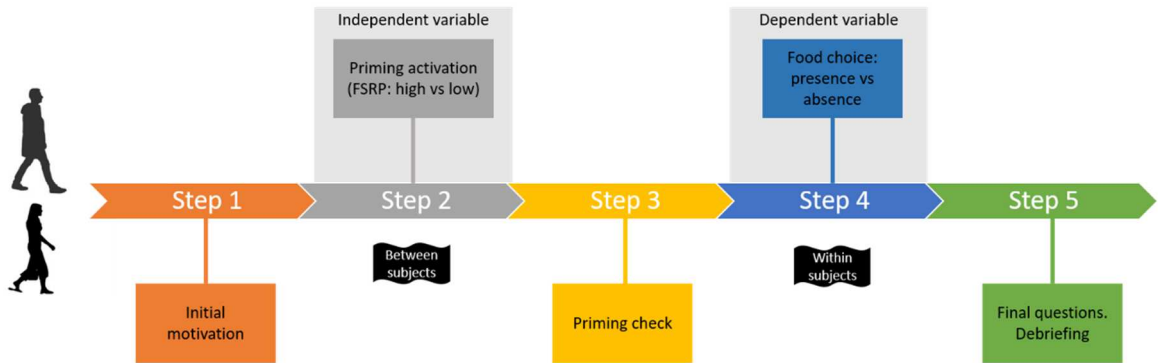 Independent variable
Dependent variable
Priming activation
(FSRP: high vs low)
Food choice:
presence vs
absence
Step 1
Step 2
Step 3
Step 4
Step 5
Between
subjects
Within
subjects
Initial
motivation
Priming check
Final questions.
Debriefing